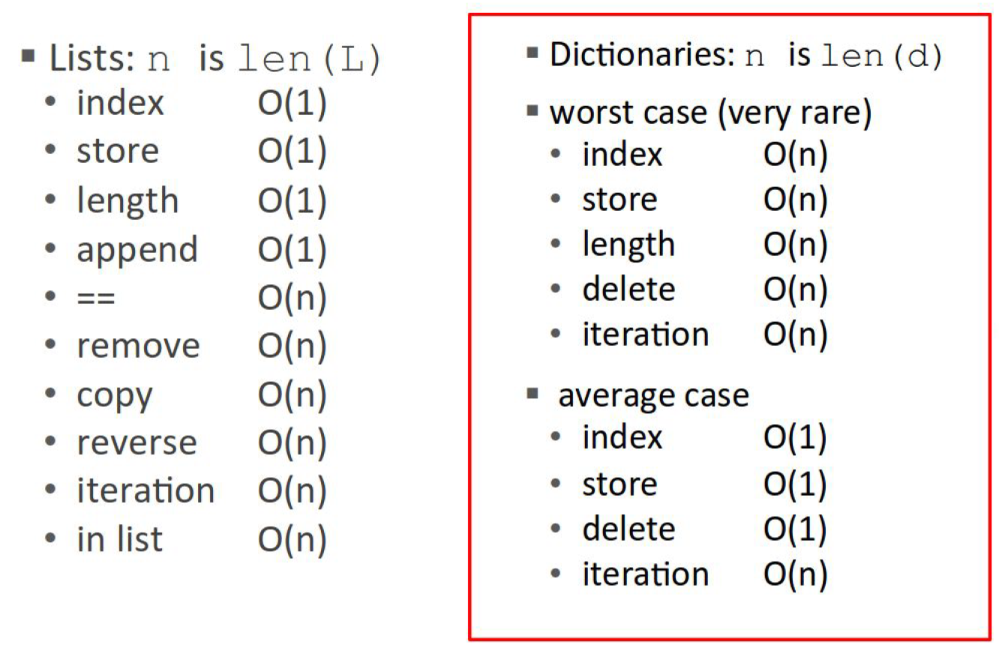 ▪ Lists: n is len(L)
• index O(1)
• store O(1)
• length O(1)
• append O(1)
• == O(n)
• remove O(n)
• copy O(n)
• reverse O(n)
• iteration O(n)
• in list O(n)
▪ Dictionaries: n is len(d)
▪ worst case (very rare)
• index O(n)
• store O(n)
• length O(n)
• delete O(n)
• iteration O(n)
▪ average case
• index O(1)
• store O(1)
• delete O(1)
• iteration O(n)